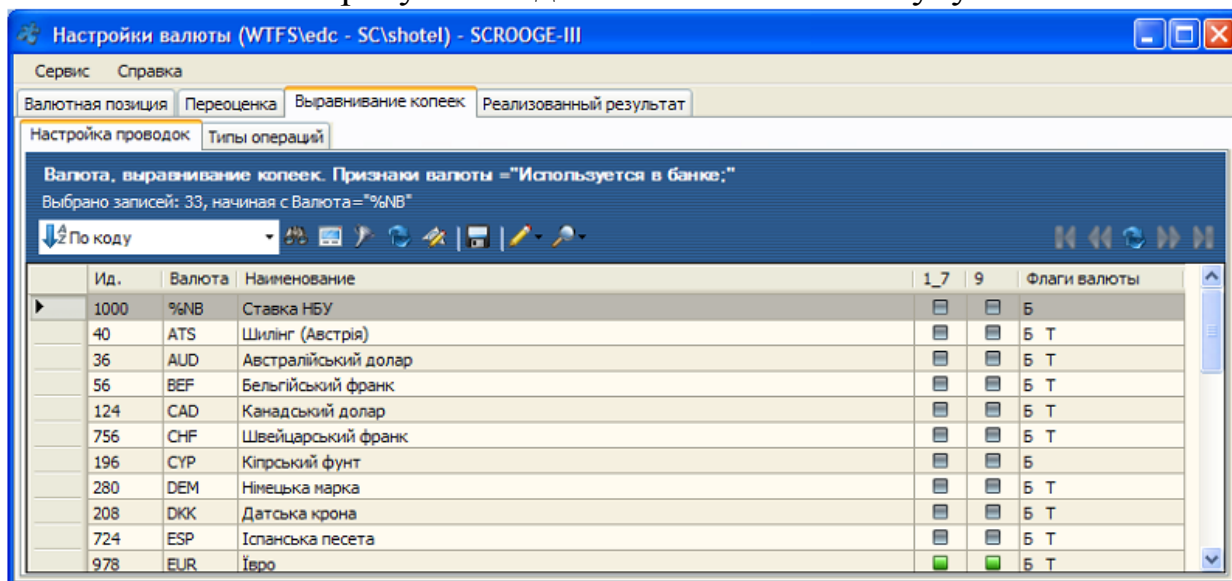 Настройки валюты (WTFS\edc - SC\shotel) - SCROOGE-III
Сервис Справка
Валютная позиция Переоценка Выравнивание копеек Реализованный результат
Настройка проводок Типы операций
Валюта, выравнивание копеек. Признаки валюты ="Используется в банке;"
Выбрано записей: 33, начиная с Валюта="%NB"
По коду
Ид. Валюта Наименование 1_7 9 Флаги валюты
1000 %NB Ставка НБУ Б
40 ATS Шилінг (Австрія) Б Т
36 AUD Австралійський долар Б Т
56 BEF Бельгійський франк Б Т
124 CAD Канадський долар Б Т
756 CHF Швейцарський франк Б Т
196 CYP Кіпрський фунт Б
280 DEM Німецька марка Б Т
208 DKK Датська крона Б Т
724 ESP Іспанська песета Б Т
978 EUR Ївро Б Т